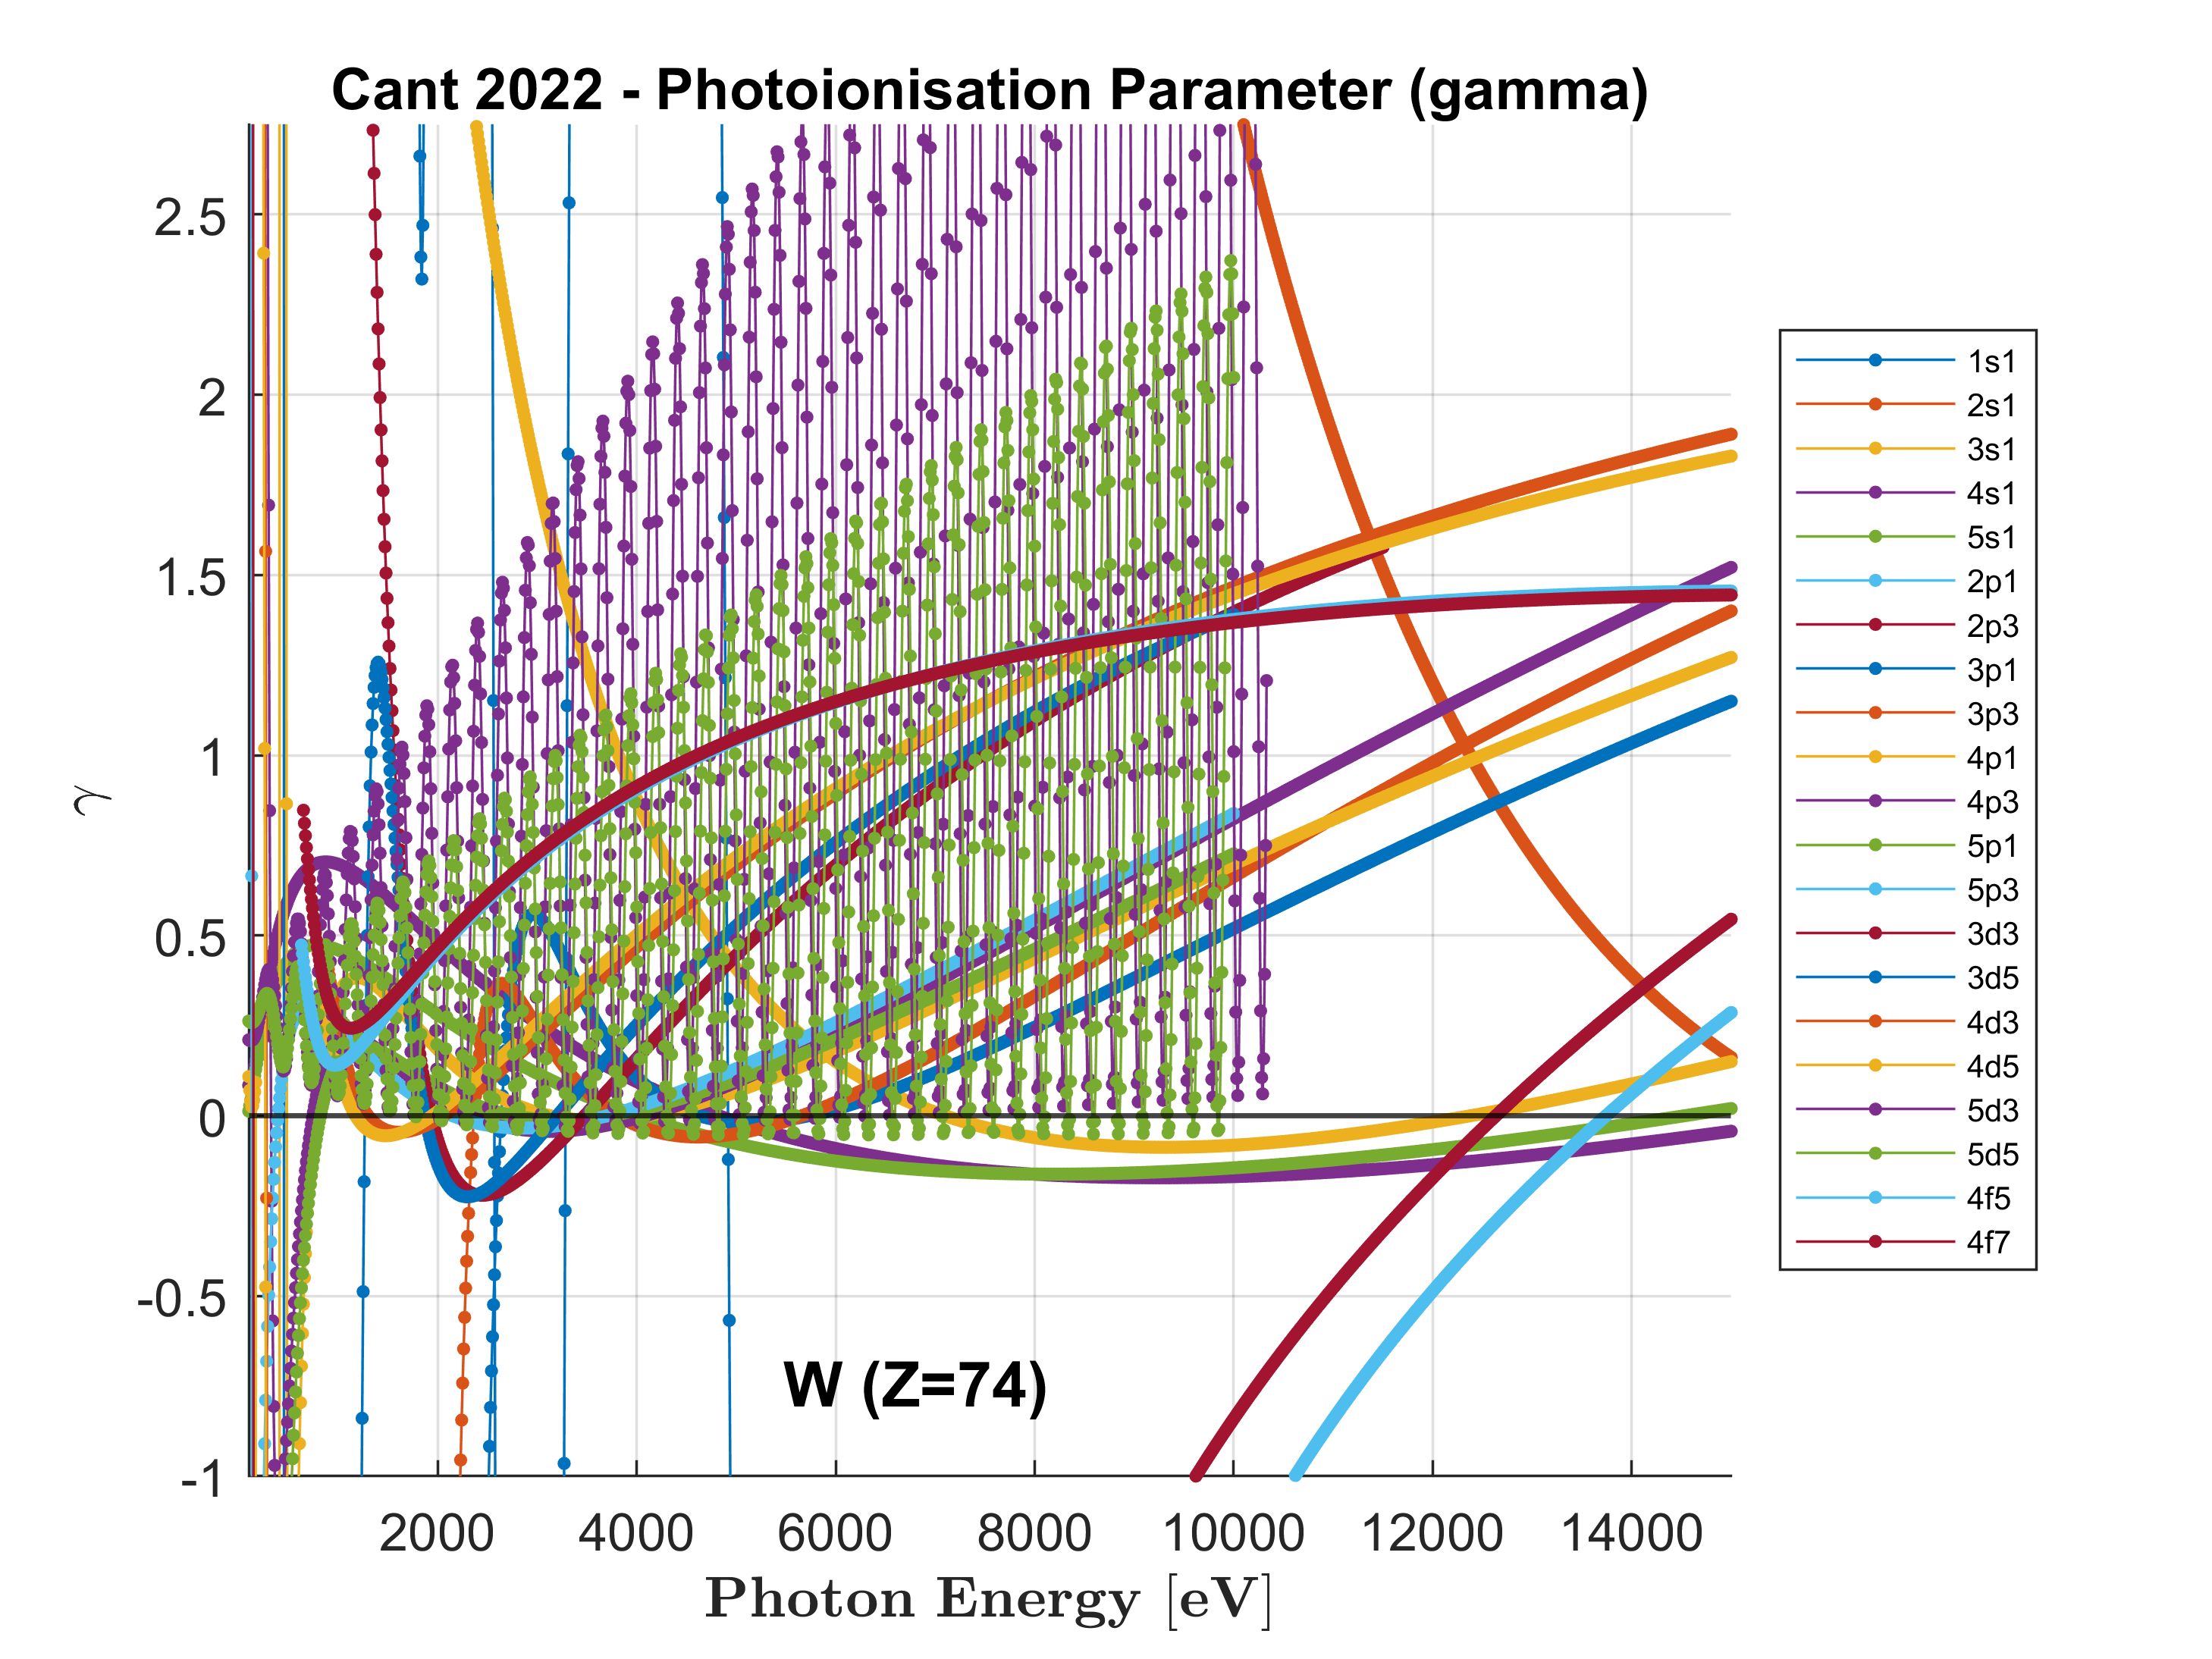 Cant 2022 - Photoionisation Parameter (gamma)
2.5
2
1.5
1
0.5
0
-0.5
-1
γ
2000 4000 6000 8000 10000 12000 14000
Photon Energy [eV]
W (Z=74)
1s1
2s1
3s1
4s1
5s1
2p1
2p3
3p1
3p3
4p1
4p3
5p1
5p3
3d3
3d5
4d3
4d5
5d3
5d5
4f5
4f7